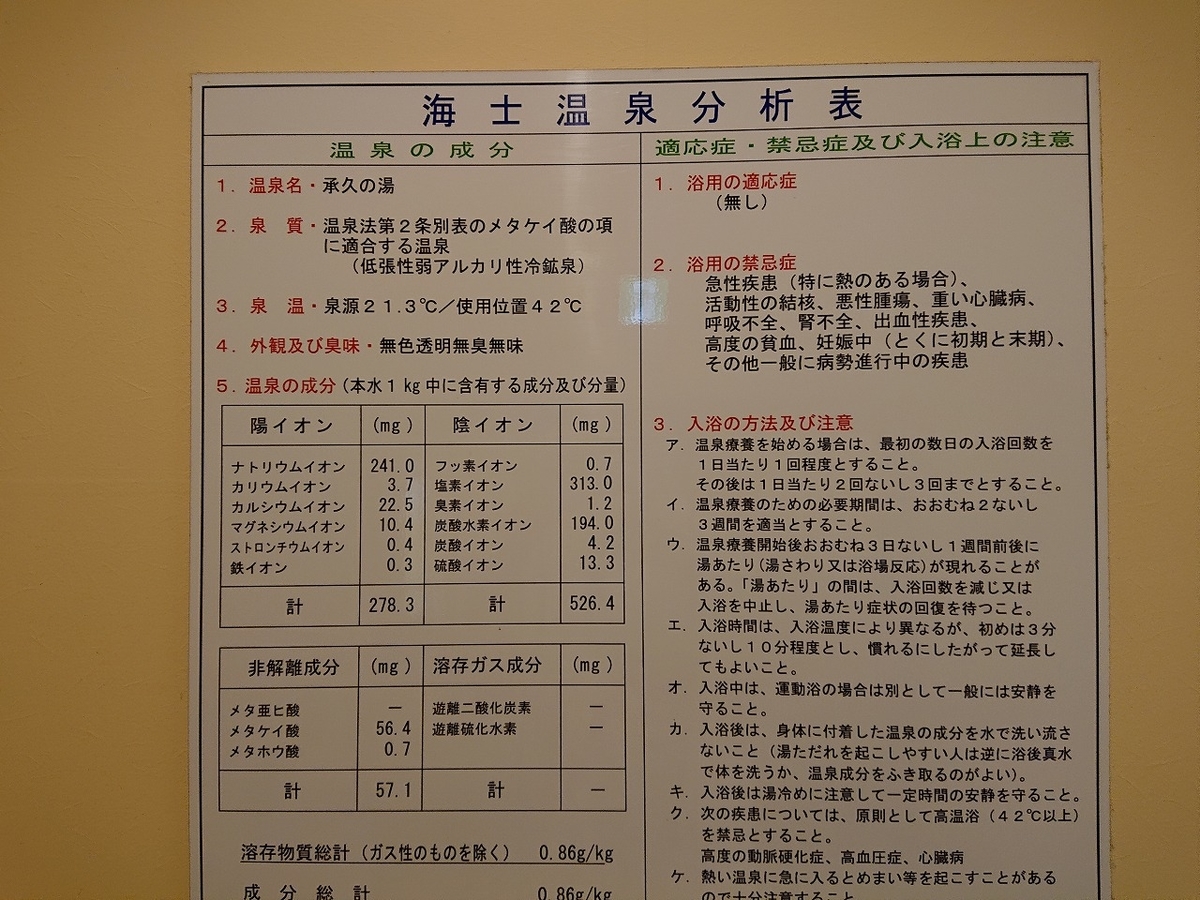 海士温泉分析表
温泉の成分
1. 温泉名・承久の湯
2. 泉 質・温泉法第2条別表のメタケイ酸の項
に適合する温泉
(低張性弱アルカリ性冷鉱泉)
3. 泉 温・泉源21.3℃/使用位置42℃
4. 外観及び臭味・無色透明無臭無味
5. 温泉の成分(本水1kg中に含有する成分及び分量)
陽イオン (mg) 陰イオン (mg)
ナトリウムイオン 241.0 フッ素イオン 0.7
カリウムイオン 3.7 塩素イオン 313.0
カルシウムイオン 22.5 臭素イオン 1.2
マグネシウムイオン 10.4 炭酸水素イオン 194.0
ストロンチウムイオン 0.4 炭酸イオン 4.2
鉄イオン 0.3 硫酸イオン 13.3
計 278.3 計 526.4
非解離成分 (mg) 溶存ガス成分 (mg)
メタ亜ヒ酸 － 遊離二酸化炭素 －
メタケイ酸 56.4 遊離硫化水素 －
メタホウ酸 0.7
計 57.1 計 －
溶存物質総計(ガス性のものを除く) 0.86g/kg
成分総計 0.86g/kg
適応症・禁忌症及び入浴上の注意
1. 浴用の適応症
(無し)
2. 浴用の禁忌症
急性疾患(特に熱のある場合)、
活動性の結核、悪性腫瘍、重い心臓病、
呼吸不全、腎不全、出血性疾患、
高度の貧血、妊娠中(とくに初期と末期)、
その他一般に病勢進行中の疾患
3. 入浴の方法及び注意
ア. 温泉療養を始める場合は、最初の数日の入浴回数を
1日当たり1回程度とすること。
その後は1日当たり2回ないし3回までとすること。
イ. 温泉療養のための必要期間は、おおむね2ないし
3週間を適当とすること。
ウ. 温泉療養開始後おおむね3日ないし1週間前後に
湯あたり(湯さわり又は浴場反応)が現れることが
ある。「湯あたり」の間は、入浴回数を減じ又は
入浴を中止し、湯あたり症状の回復を待つこと。
エ. 入浴時間は、入浴温度により異なるが、初めは3分
ないし10分程度とし、慣れるにしたがって延長し
てもよいこと。
オ. 入浴中は、運動浴の場合は別として一般には安静を
守ること。
カ. 入浴後は、身体に付着した温泉の成分を水で洗い流さ
ないこと(湯ただれを起こしやすい人は逆に浴後真水
で体を洗うか、温泉成分をふき取るのがよい)。
キ. 入浴後は湯冷めに注意して一定時間の安静を守ること。
ク. 次の疾患については、原則として高温浴(42℃以上)
を禁忌とすること。
高度の動脈硬化症、高血圧症、心臓病
ケ. 熱い温泉に急に入るとめまい等を起こすことがある
ので十分注意すること